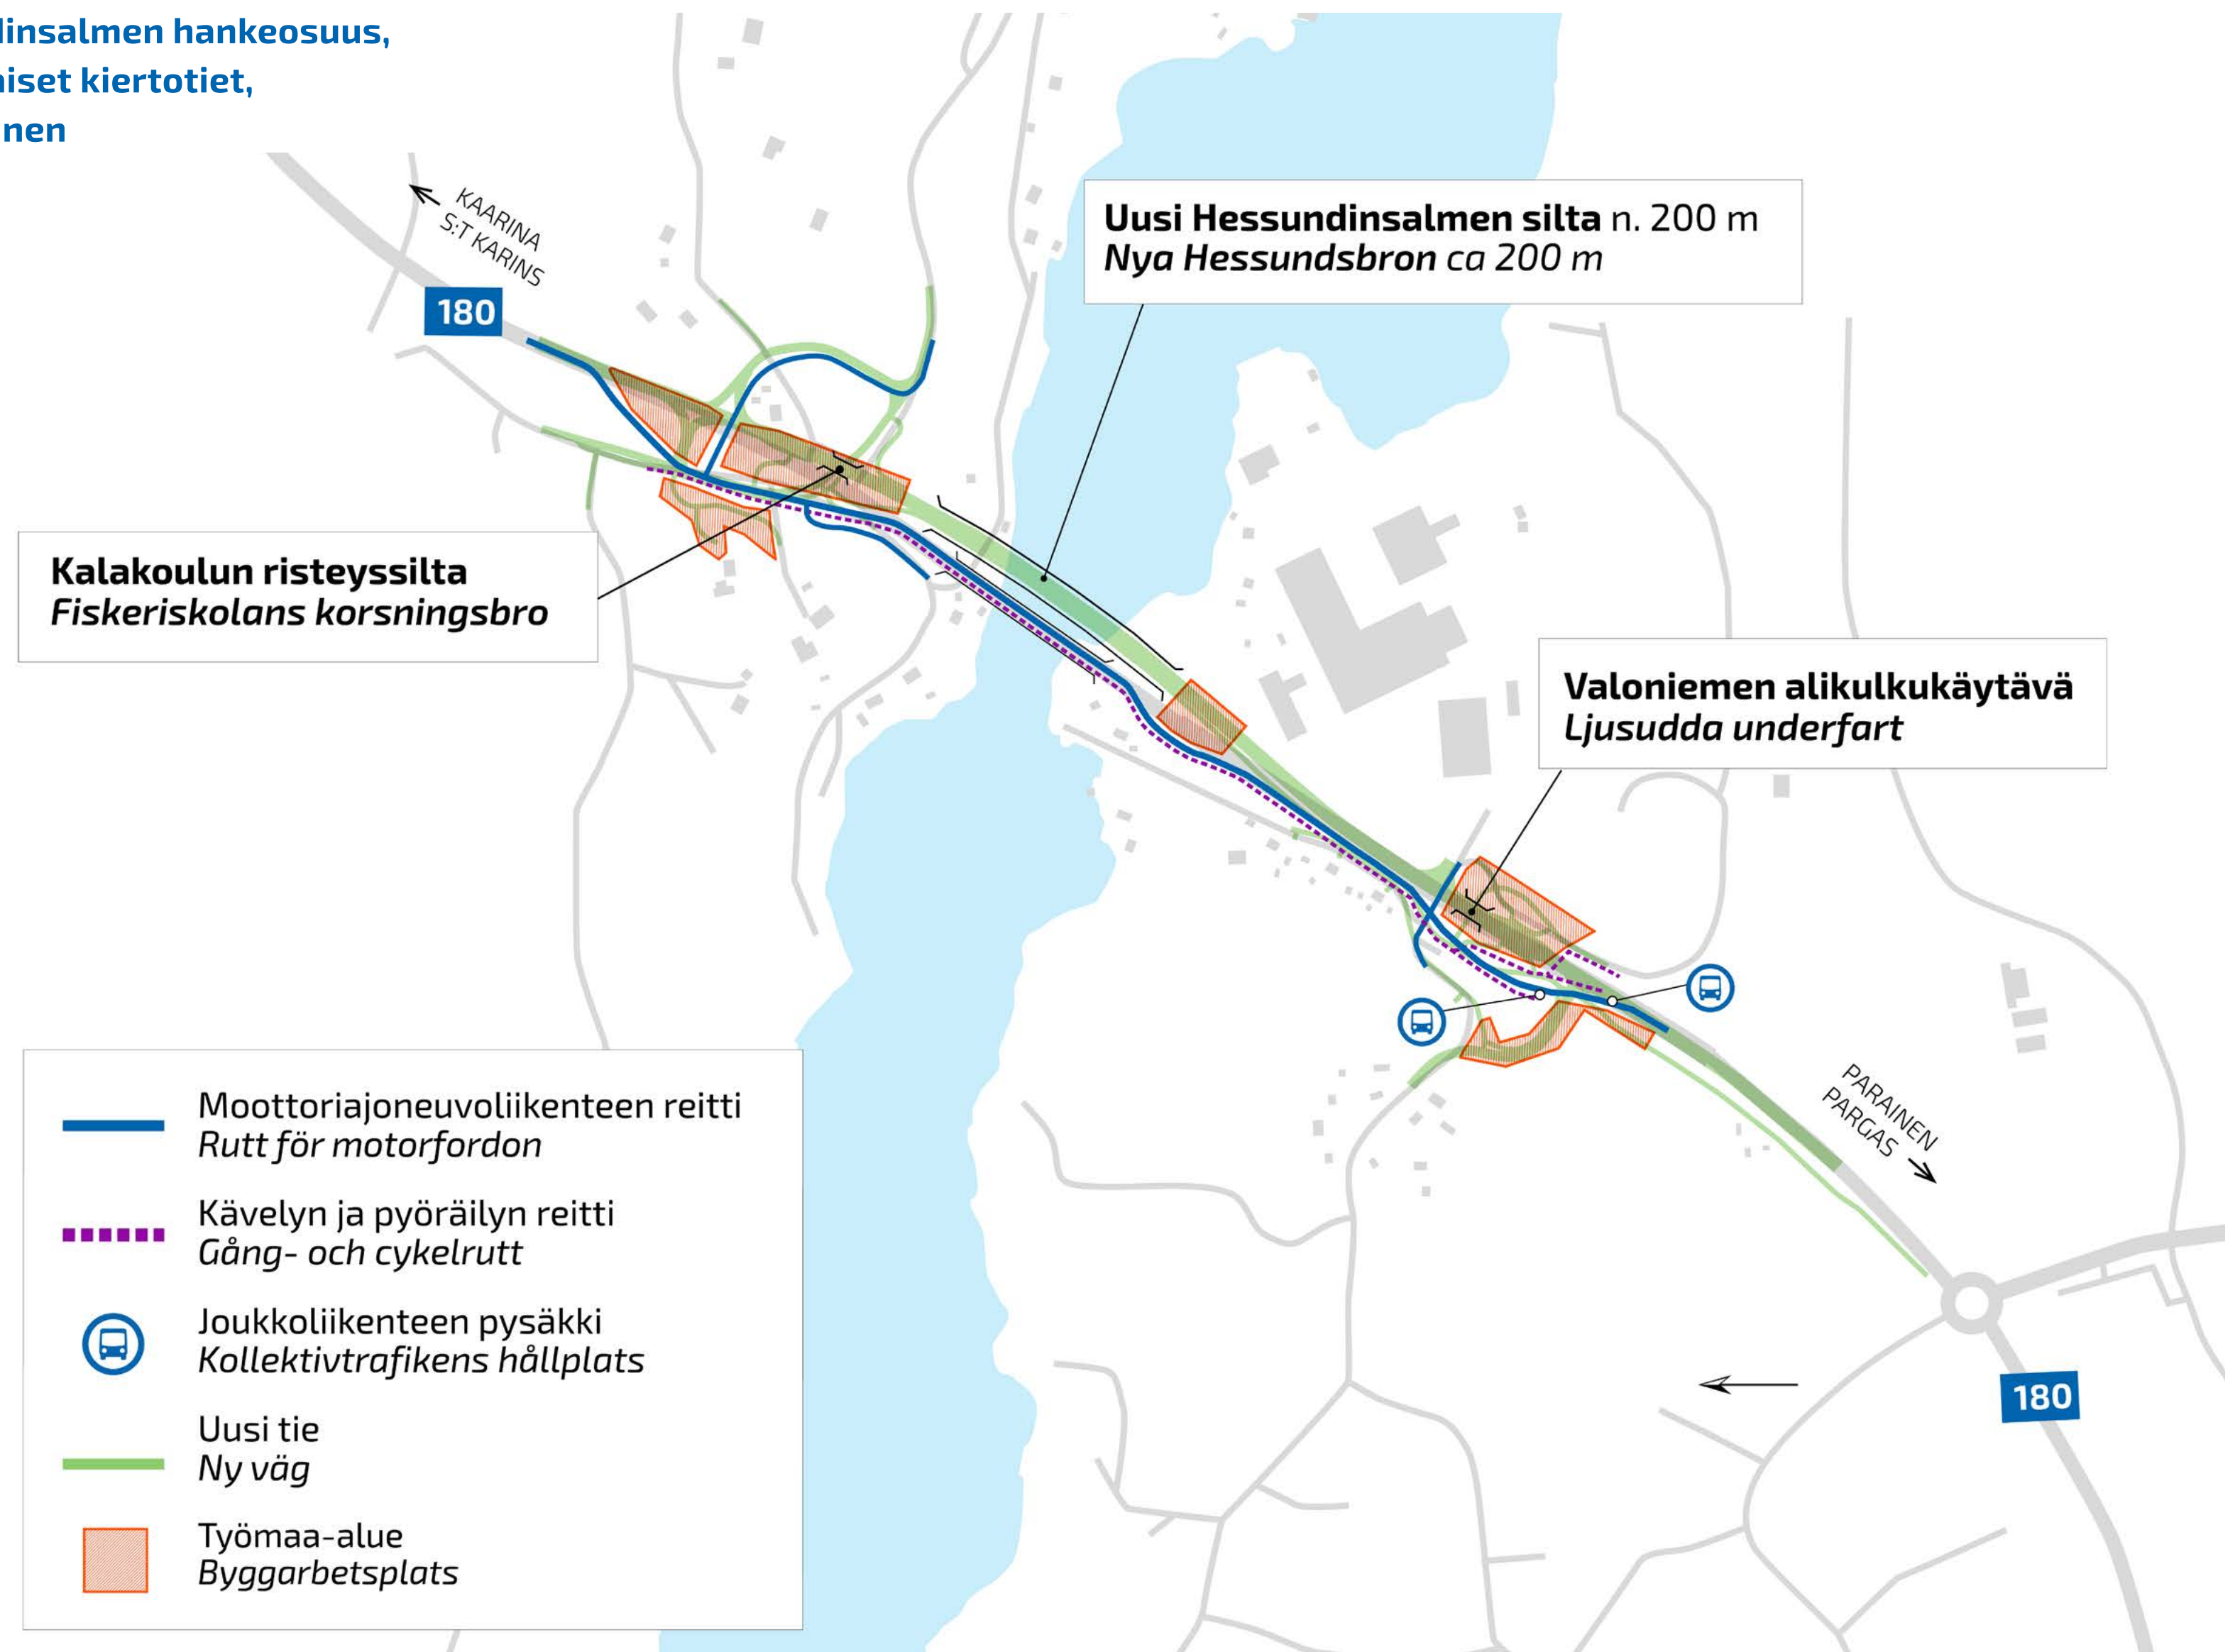 dinsalmen hankeosuus,
iset kiertotiet,
nen
KAARINA
S:T KARINS
180
Uusi Hessundinsalmen silta n. 200 m
Nya Hessundsbron ca 200 m
Kalakoulun risteyssilta
Fiskeriskolans korsningsbro
Valoniemen alikulkukäytävä
Ljusudda underfart
PARAINEN
PARGAS
180
Moottoriajoneuvoliikenteen reitti
Rutt för motorfordon
Kävelyn ja pyöräilyn reitti
Gång- och cykelrutt
Joukkoliikenteen pysäkki
Kollektivtrafikens hållplats
Uusi tie
Ny väg
Työmaa-alue
Byggarbetsplats